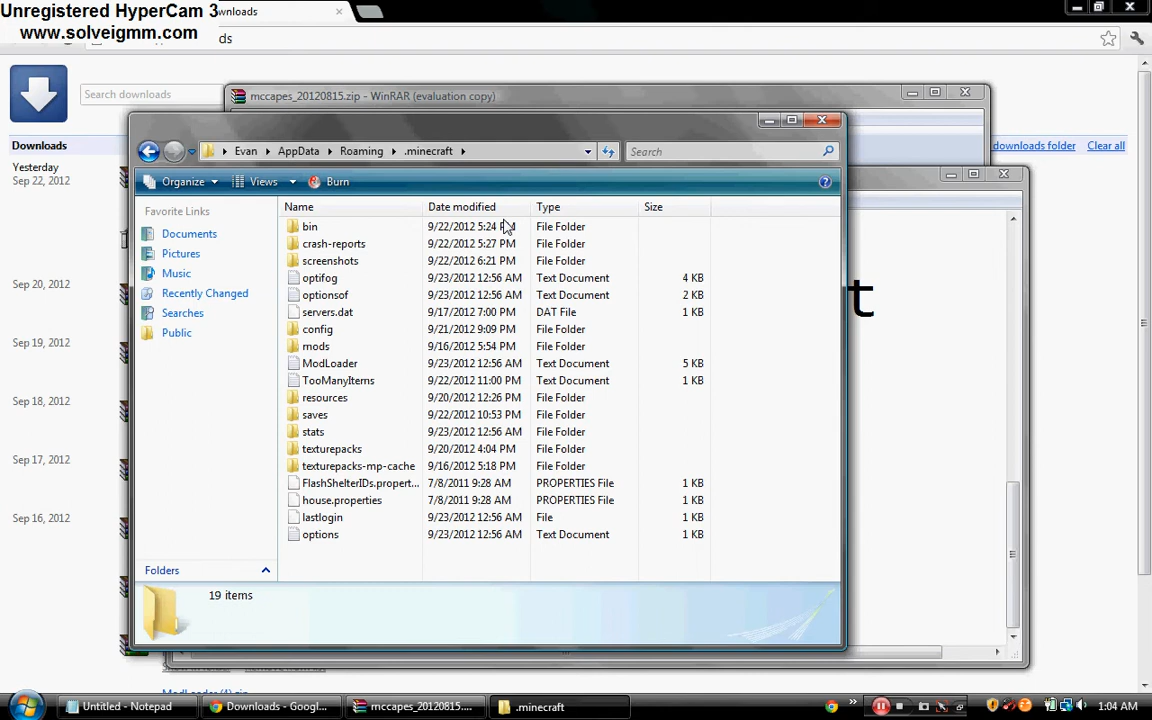 Unregistered HyperCam 3
www.solveigmm.com
wnloads
ds
Search downloads
Downloads
downloads folder
Clear all
Yesterday
Sep 22, 2012
Sep 20, 2012
Sep 19, 2012
Sep 18, 2012
Sep 17, 2012
Sep 16, 2012
mccapes_20120815.zip - WinRAR (evaluation copy)
t
Evan
AppData
Roaming
.minecraft
Search
Organize
Views
Burn
Favorite Links
Documents
Pictures
Music
Recently Changed
Searches
Public
Folders
Name Date modified Type Size
bin 9/22/2012 5:24 PM File Folder
crash-reports 9/22/2012 5:27 PM File Folder
screenshots 9/22/2012 6:21 PM File Folder
optifog 9/23/2012 12:56 AM Text Document 4 KB
optionsof 9/23/2012 12:56 AM Text Document 2 KB
servers.dat 9/17/2012 7:00 PM DAT File 1 KB
config 9/21/2012 9:09 PM File Folder
mods 9/16/2012 5:54 PM File Folder
ModLoader 9/23/2012 12:56 AM Text Document 5 KB
TooManyItems 9/22/2012 11:00 PM Text Document 1 KB
resources 9/20/2012 12:26 PM File Folder
saves 9/22/2012 10:53 PM File Folder
stats 9/23/2012 12:56 AM File Folder
texturepacks 9/20/2012 4:04 PM File Folder
texturepacks-mp-cache 9/16/2012 5:18 PM File Folder
FlashShelterIDs.propert... 7/8/2011 9:28 AM PROPERTIES File 1 KB
house.properties 7/8/2011 9:28 AM PROPERTIES File 1 KB
lastlogin 9/23/2012 12:56 AM File 1 KB
options 9/23/2012 12:56 AM Text Document 1 KB
19 items
Untitled - Notepad
Downloads - Googl...
mccapes_20120815....
.minecraft
1:04 AM